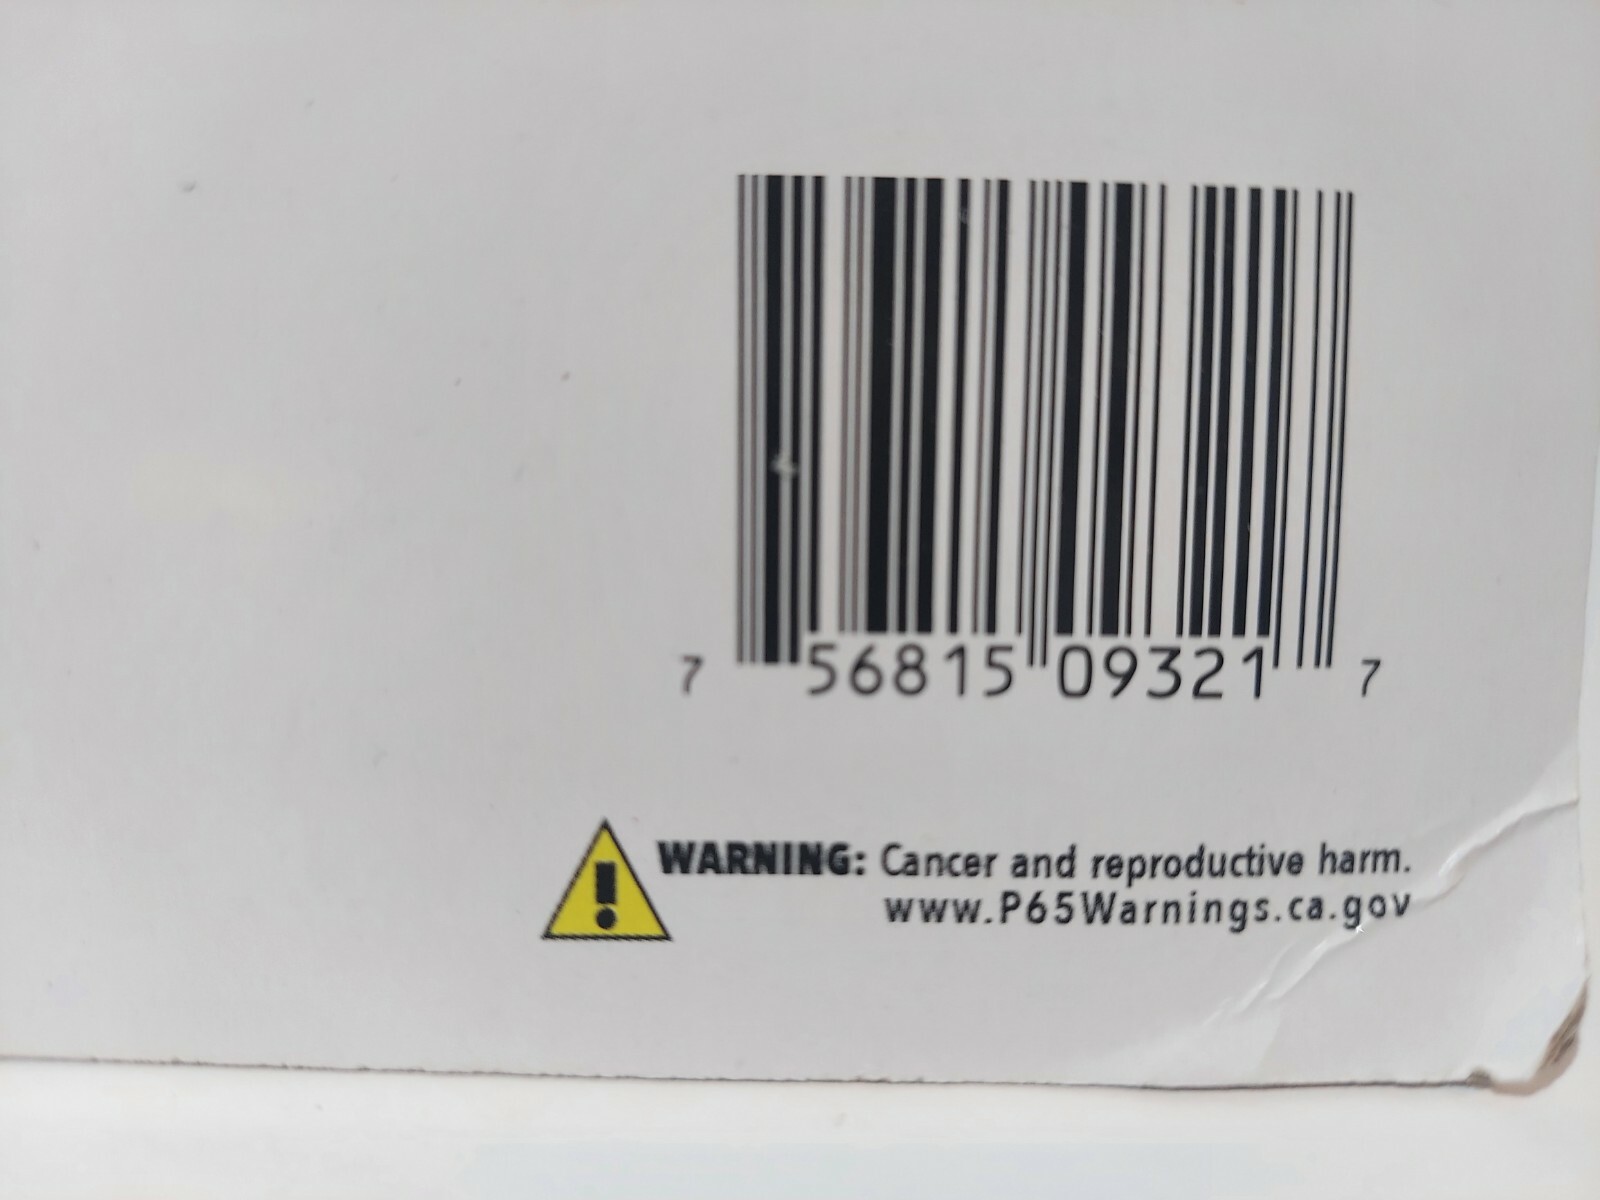 7 56815 09321 7
WARNING: Cancer and reproductive harm.
www.P65Warnings.ca.gov